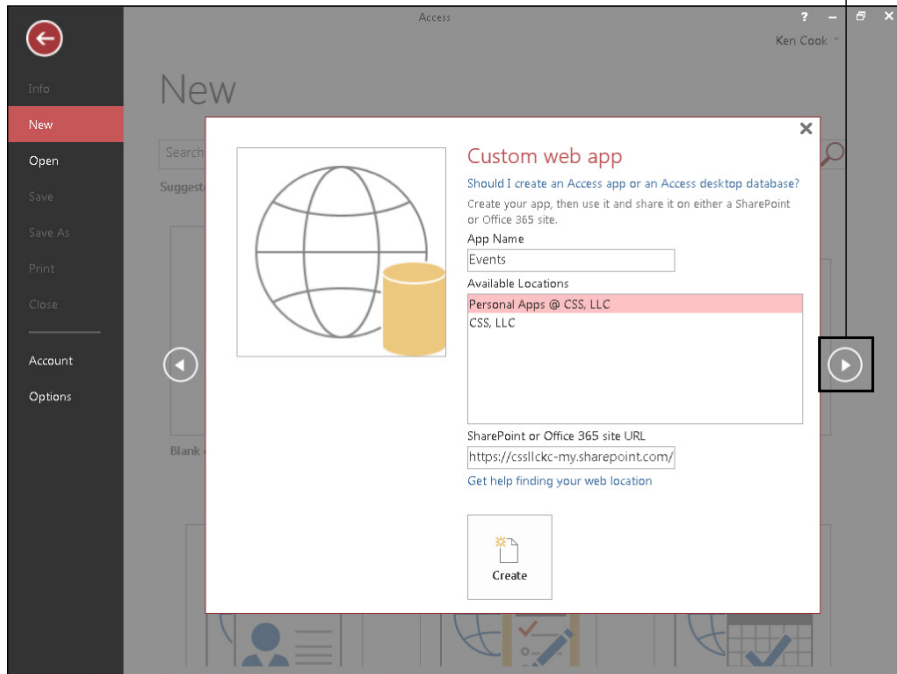 Access
?
Ken Cook
Info
New
Open
Save
Save As
Print
Close
Account
Options
New
Search
Suggest
Blank
Custom web app
Should I create an Access app or an Access desktop database?
Create your app, then use it and share it on either a SharePoint
or Office 365 site.
App Name
Events
Available Locations
Personal Apps @ CSS, LLC
CSS, LLC
SharePoint or Office 365 site URL
https://cssllckc-my.sharepoint.com/
Get help finding your web location
Create